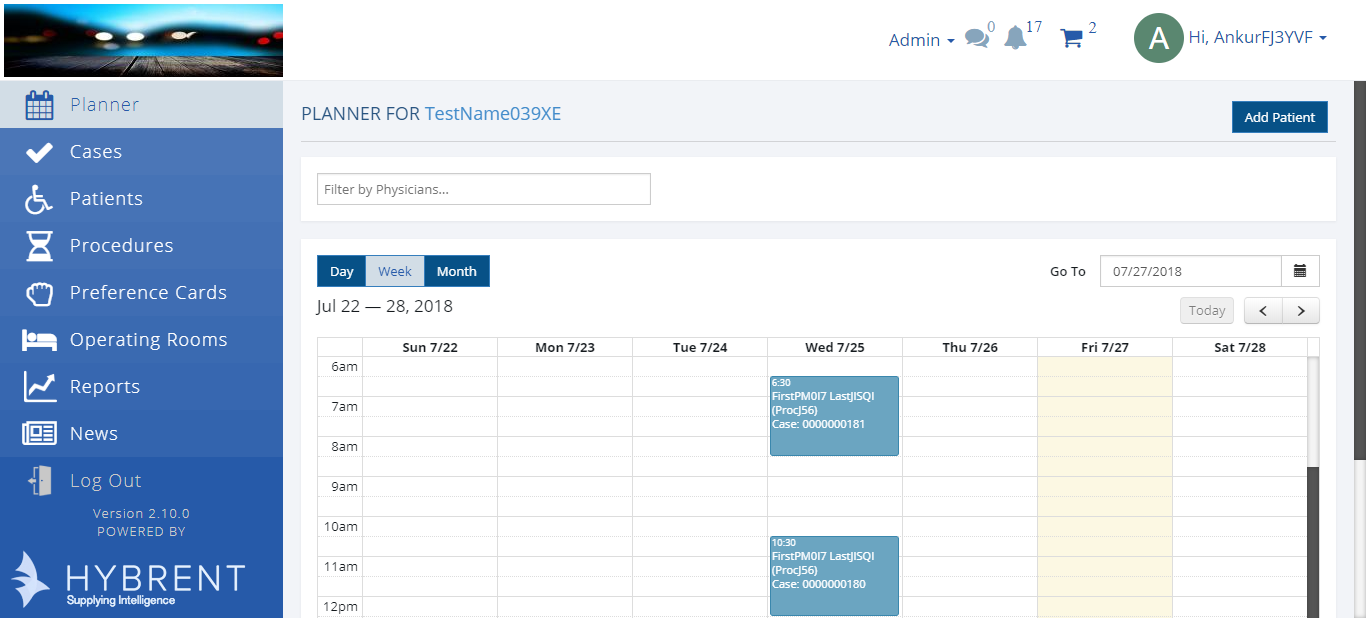 Admin 0 17 2 A Hi, AnkurFJ3YVF
Planner
Cases
Patients
Procedures
Preference Cards
Operating Rooms
Reports
News
Log Out
Version 2.10.0
POWERED BY
HYBRENT
Supplying Intelligence
PLANNER FOR TestName039XE
Add Patient
Filter by Physicians...
Day Week Month
Go To 07/27/2018
Jul 22 — 28, 2018
Today < >
Sun 7/22 Mon 7/23 Tue 7/24 Wed 7/25 Thu 7/26 Fri 7/27 Sat 7/28
6am
6:30
FirstPM0I7 LastJISQI
(ProcJ56)
Case: 0000000181
7am
8am
9am
10am
10:30
FirstPM0I7 LastJISQI
(ProcJ56)
Case: 0000000180
11am
12pm